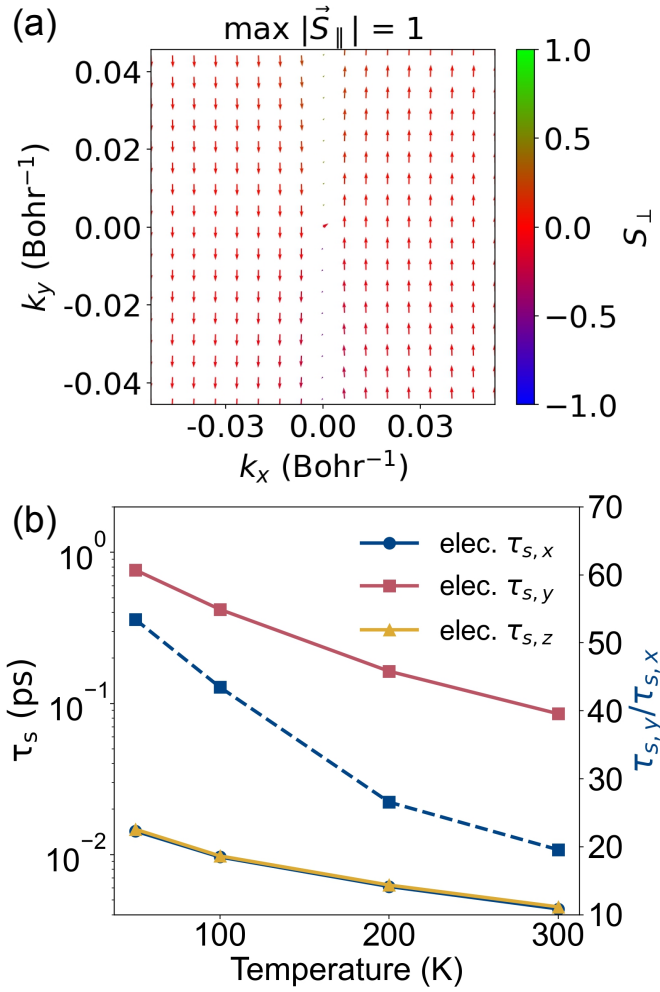 (a)
max |S⃗∥| = 1
0.04
0.02
0.00
-0.02
-0.04
kᵧ (Bohr⁻¹)
-0.03 0.00 0.03
kₓ (Bohr⁻¹)
1.0
0.5
0.0
−0.5
−1.0
S⊥
(b)
10⁰
10⁻¹
10⁻²
τₛ (ps)
elec. τₛ,ₓ
elec. τₛ,ᵧ
elec. τₛ,z
70
60
50
40
30
20
10
τₛ,ᵧ/τₛ,ₓ
100 200 300
Temperature (K)